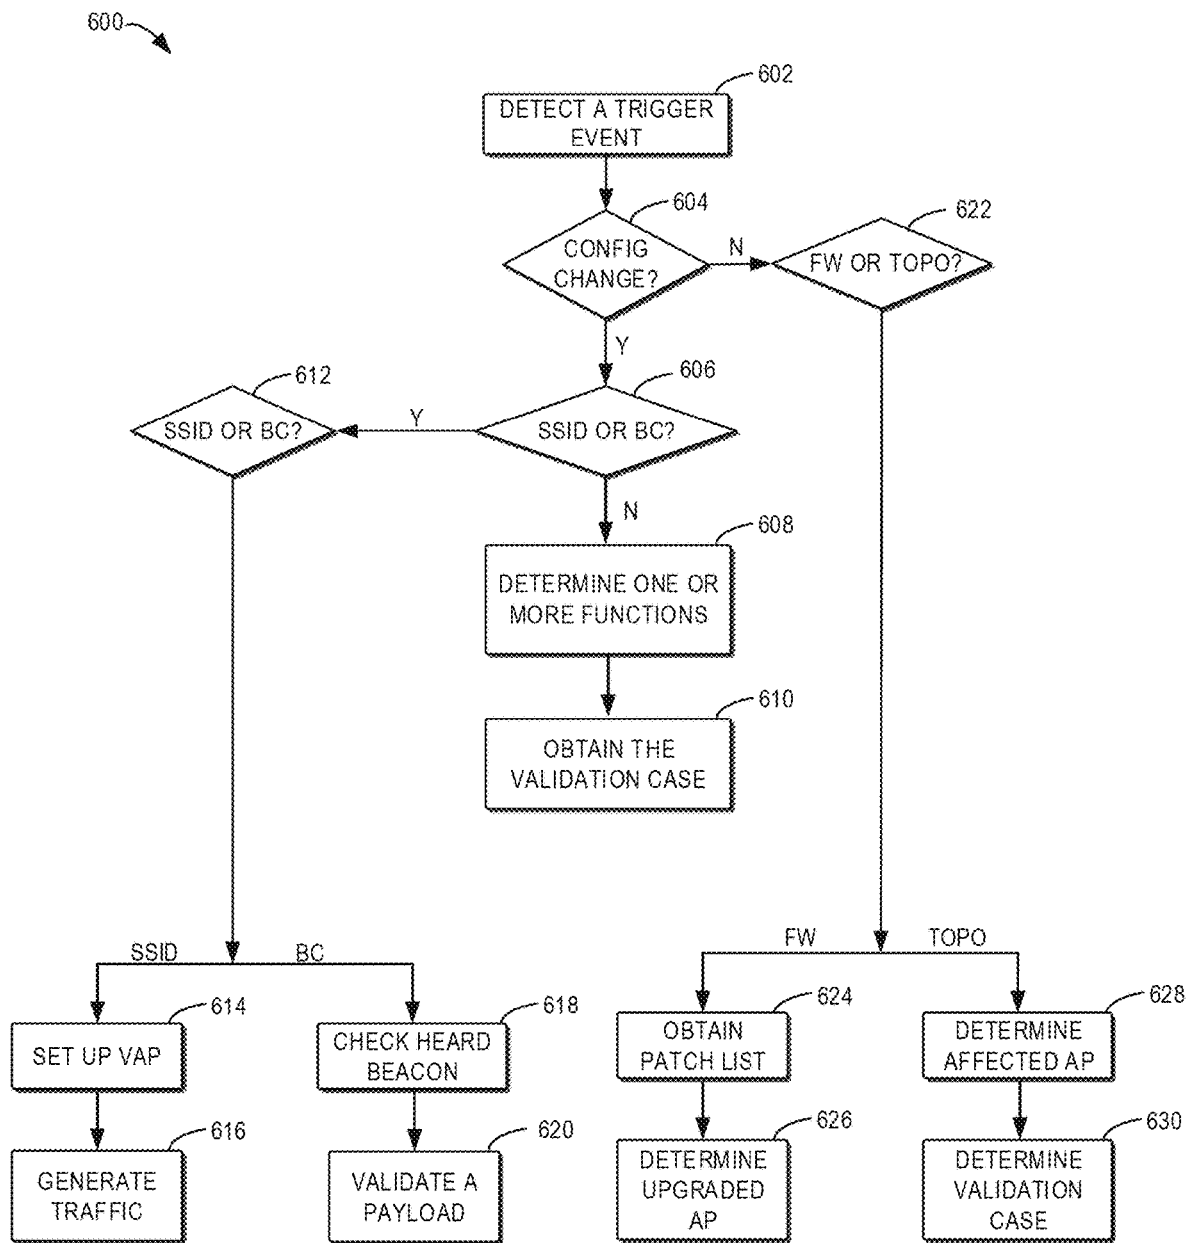 600
602
DETECT A TRIGGER
EVENT
604
CONFIG
CHANGE?
N
622
FW OR TOPO?
Y
612
SSID OR BC?
Y
606
SSID OR BC?
N
608
DETERMINE ONE OR
MORE FUNCTIONS
610
OBTAIN THE
VALIDATION CASE
SSID
BC
FW
TOPO
614
SET UP VAP
618
CHECK HEARD
BEACON
624
OBTAIN
PATCH LIST
628
DETERMINE
AFFECTED AP
616
GENERATE
TRAFFIC
620
VALIDATE A
PAYLOAD
626
DETERMINE
UPGRADED
AP
630
DETERMINE
VALIDATION
CASE